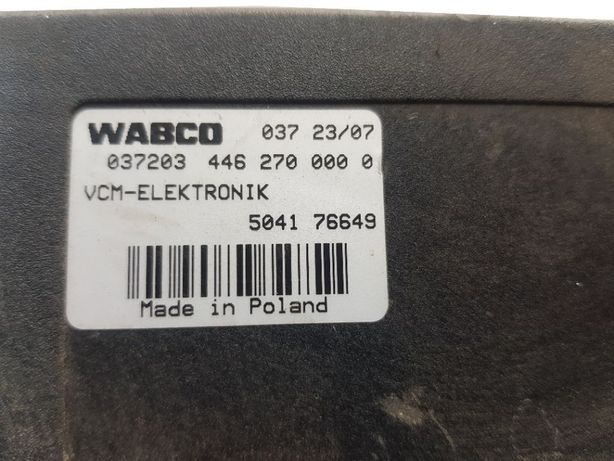 WABCO 037 23/07
037203 446 270 000 0
VCM-ELEKTRONIK
5041 76649
Made in Poland